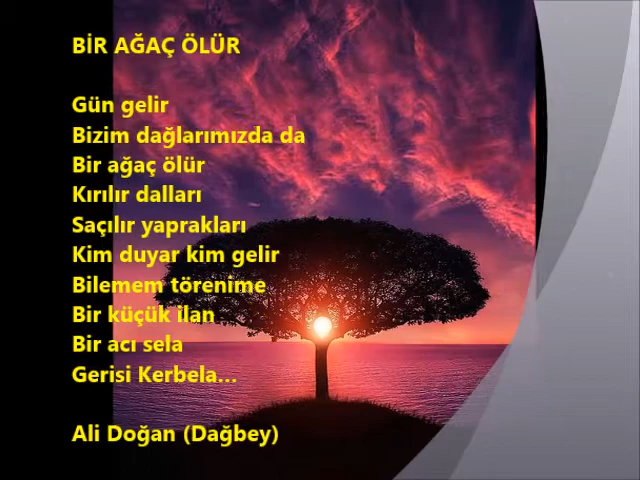 BİR AĞAÇ ÖLÜR
Gün gelir
Bizim dağlarımızda da
Bir ağaç ölür
Kırılır dalları
Saçılır yaprakları
Kim duyar kim gelir
Bilemem törenime
Bir küçük ilan
Bir acı sela
Gerisi Kerbela...
Ali Doğan (Dağbey)